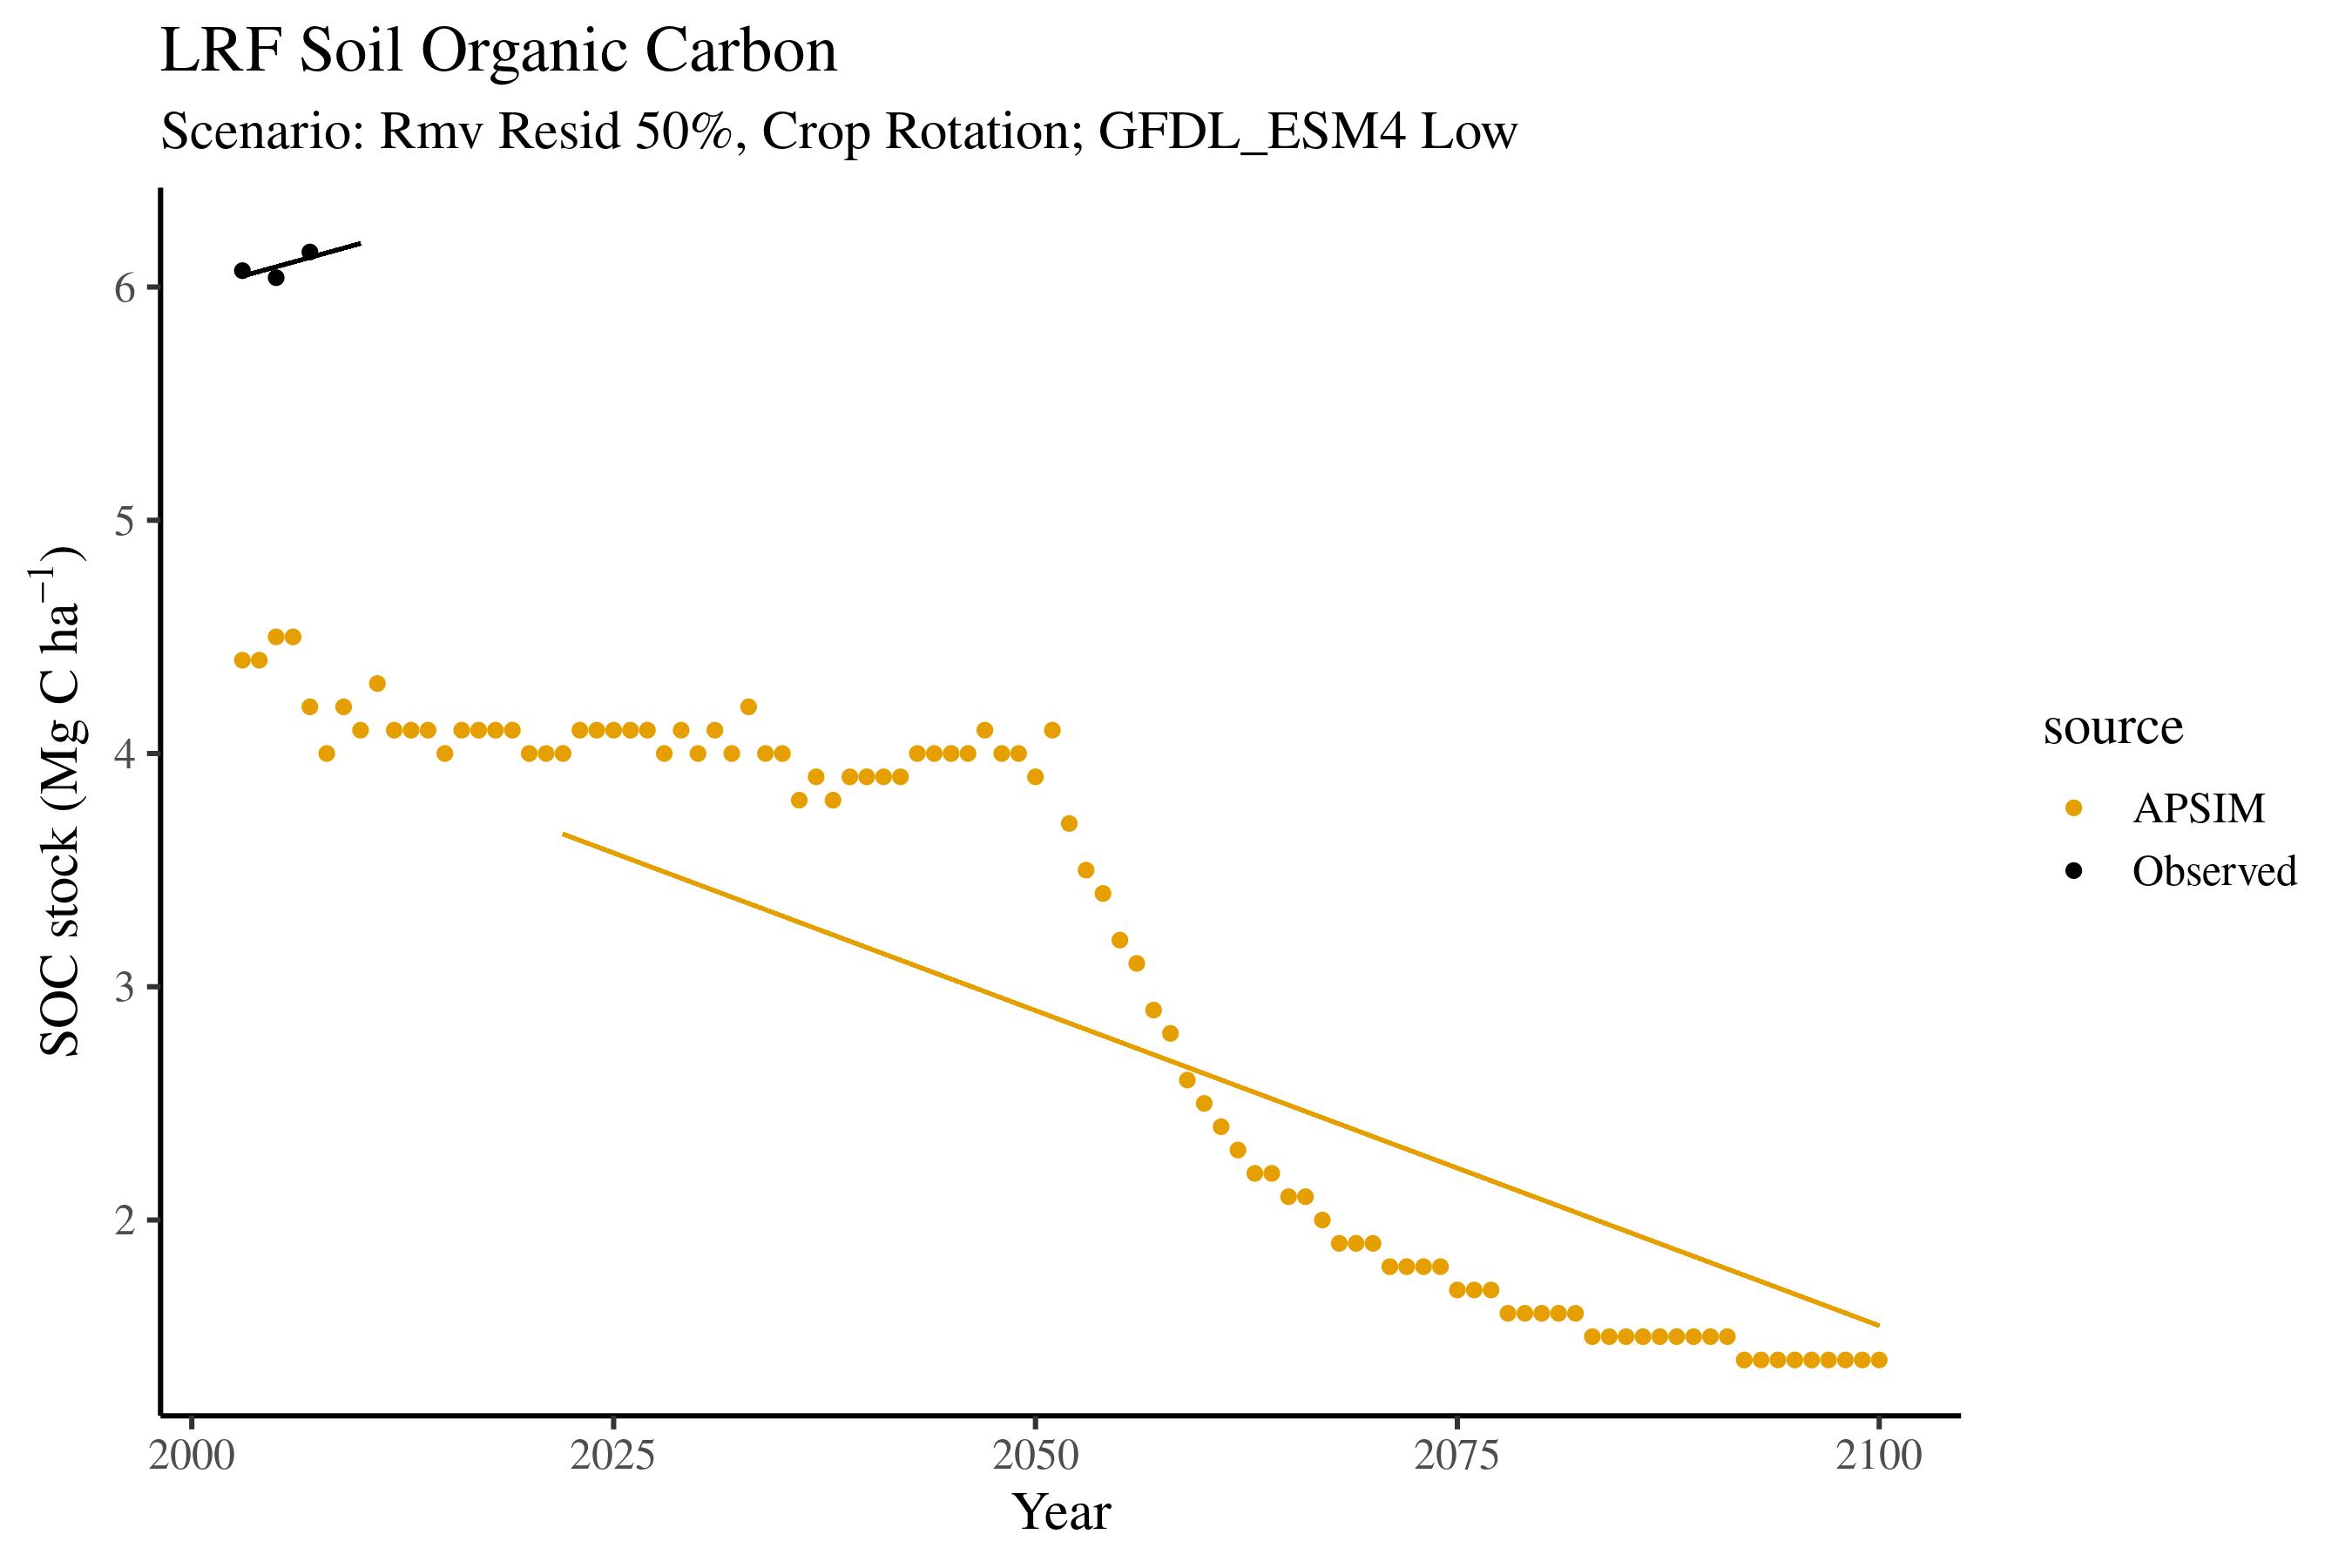 LRF Soil Organic Carbon
Scenario: Rmv Resid 50%, Crop Rotation; GFDL_ESM4 Low
SOC stock (Mg C ha⁻¹)
6
5
4
3
2
2000 2025 2050 2075 2100
Year
source
APSIM
Observed